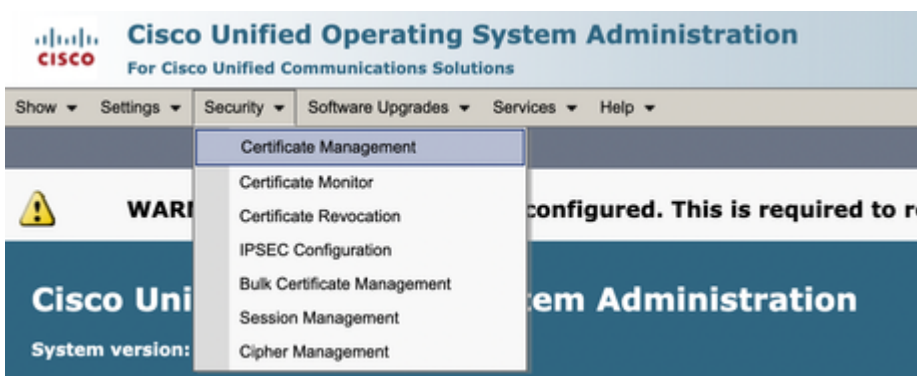 CISCO
Cisco Unified Operating System Administration
For Cisco Unified Communications Solutions
Show Settings Security Software Upgrades Services Help
Certificate Management
Certificate Monitor
Certificate Revocation
IPSEC Configuration
Bulk Certificate Management
Session Management
Cipher Management
configured. This is required to
Cisco Uni
Administration
System version: